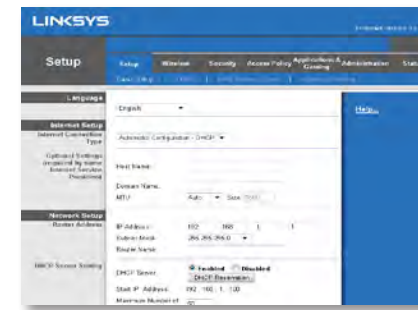 LINKSYS
Setup
Setup Wireless Security Access Policy Applications & Gaming Administration Status
Language
English
Internet Setup
Internet Connection Type
Automatic Configuration - DHCP
Optional Settings (required by some Internet Service Providers)
Host Name:
Domain Name:
MTU: Auto Size:
Network Setup
Router Address
IP Address: 192 . 168 . 1 . 1
Subnet Mask: 255.255.255.0
Router Name:
DHCP Server Setting
DHCP Server: Enabled Disabled
DHCP Reservation
Start IP Address: 192 . 168 . 1 . 100
Maximum Number of 50
Help...